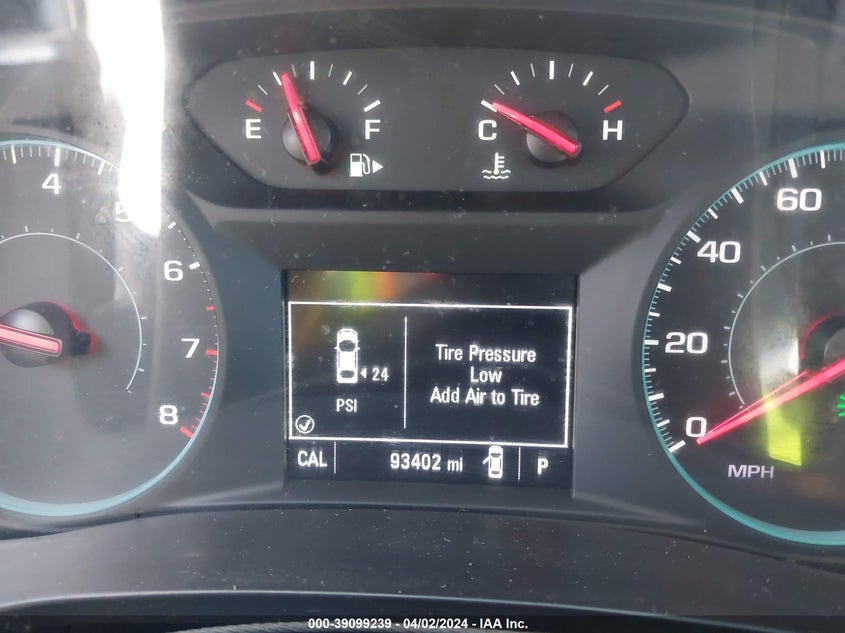 E F
C H
4
5
6
7
8
60
40
20
0
MPH
24
PSI
Tire Pressure
Low
Add Air to Tire
CAL 93402 mi P
000-39099239 - 04/02/2024 - IAA Inc.